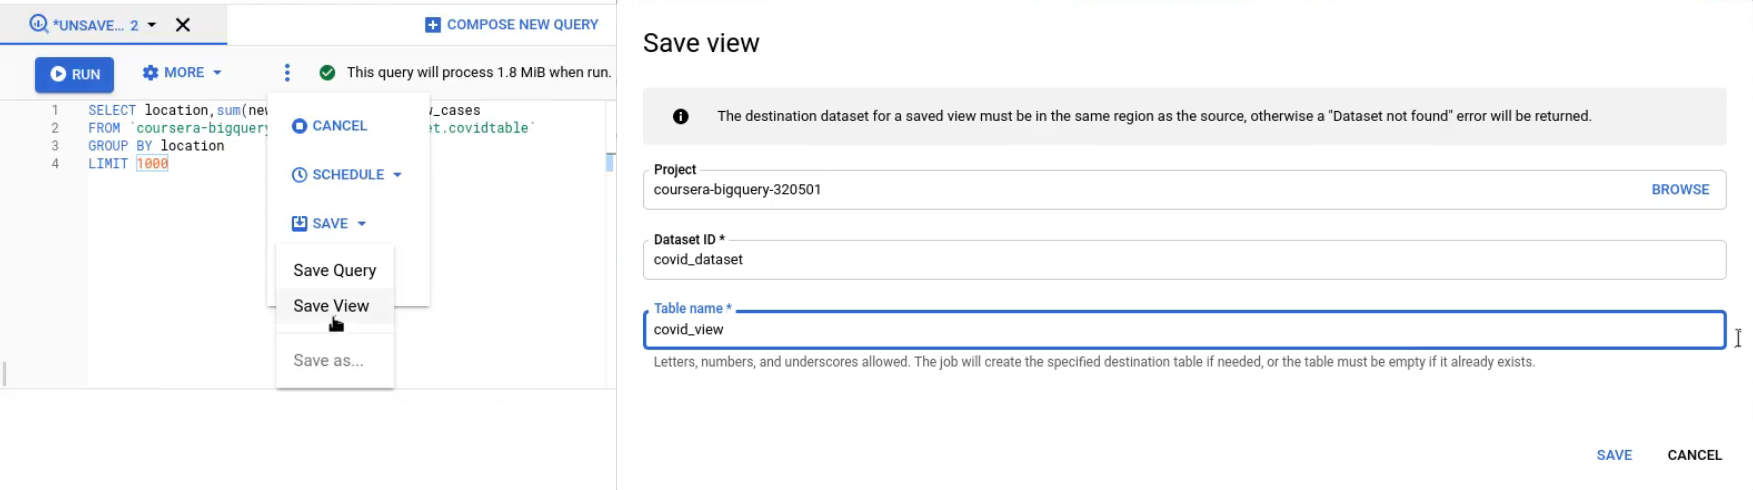 *UNSAVE... 2
COMPOSE NEW QUERY
RUN
MORE
This query will process 1.8 MiB when run.
1 SELECT location,sum(new w_cases
2 FROM `coursera-bigquery et.covidtable`
3 GROUP BY location
4 LIMIT 1000
CANCEL
SCHEDULE
SAVE
Save Query
Save View
Save as...
Save view
The destination dataset for a saved view must be in the same region as the source, otherwise a "Dataset not found" error will be returned.
Project
coursera-bigquery-320501
BROWSE
Dataset ID *
covid_dataset
Table name *
covid_view
Letters, numbers, and underscores allowed. The job will create the specified destination table if needed, or the table must be empty if it already exists.
SAVE
CANCEL